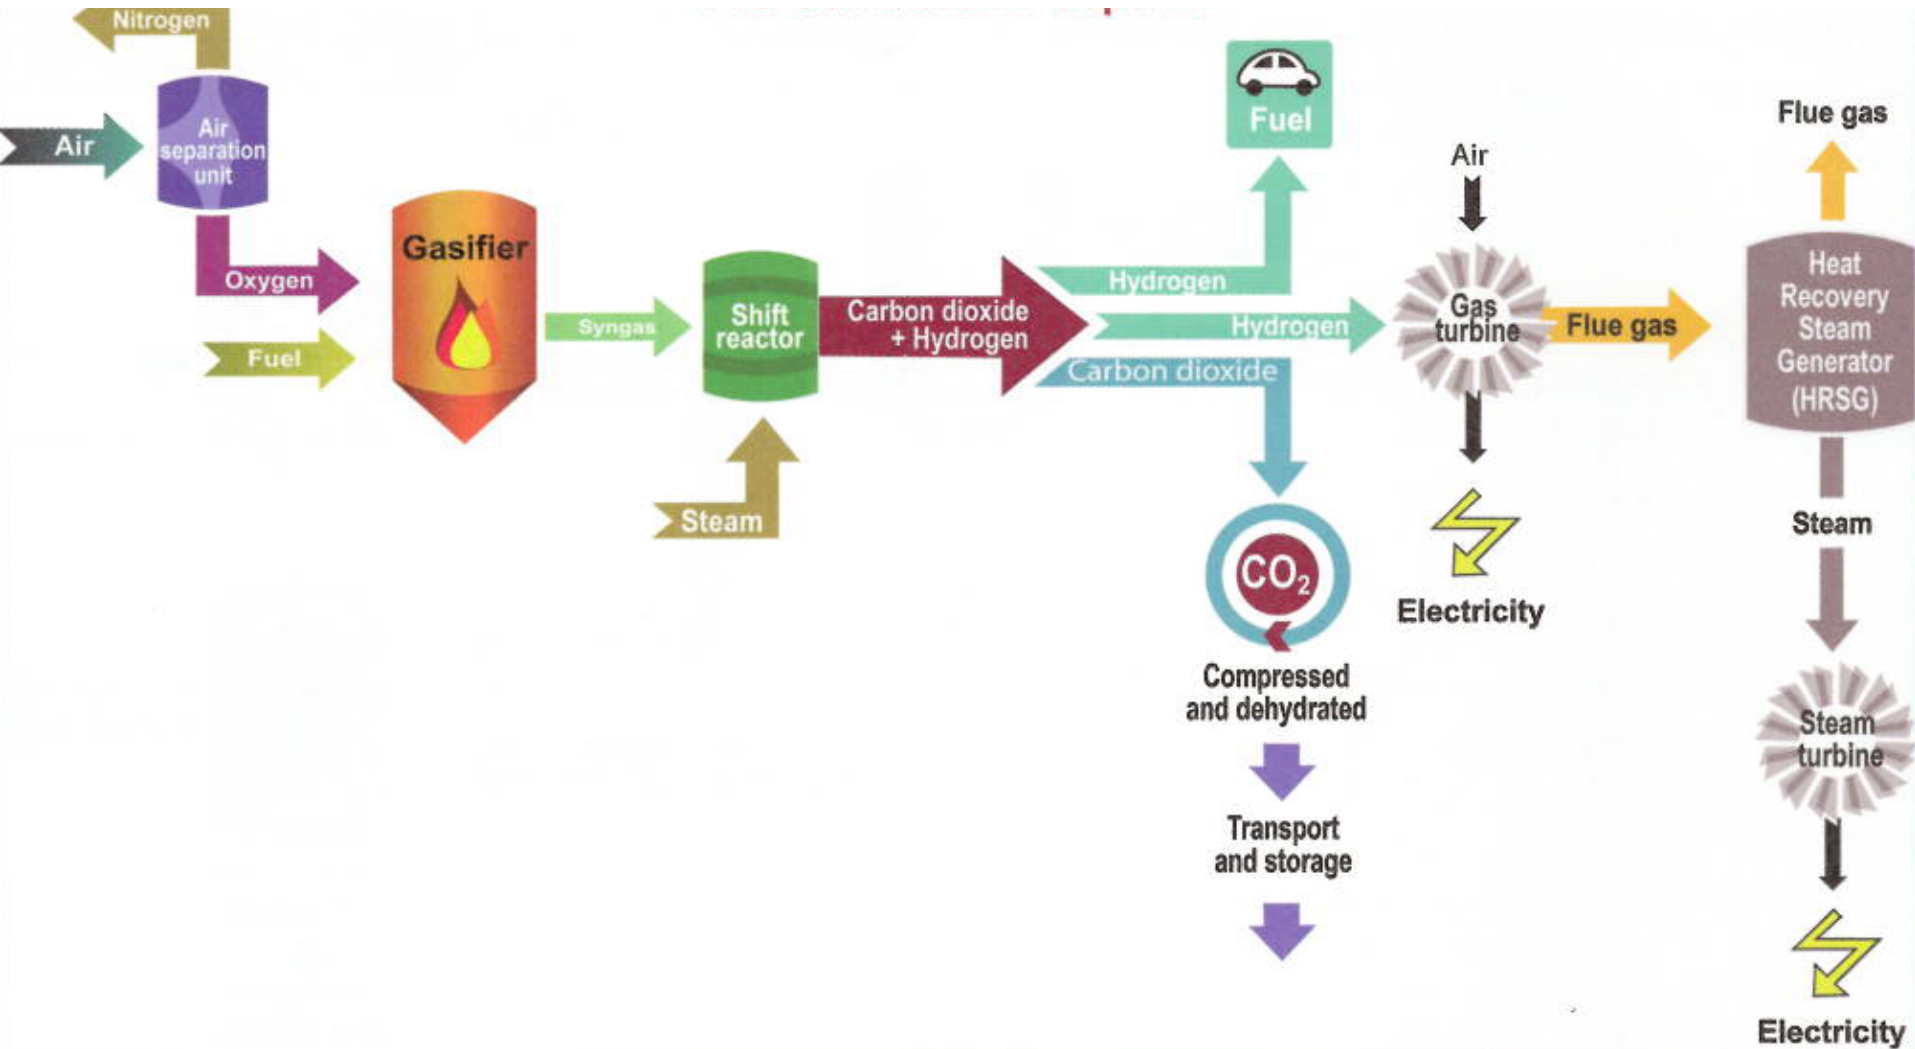 Nitrogen
Air
Air
separation
unit
Oxygen
Fuel
Gasifier
Syngas
Shift
reactor
Steam
Carbon dioxide
+ Hydrogen
Hydrogen
Fuel
Hydrogen
Carbon dioxide
CO₂
Compressed
and dehydrated
Transport
and storage
Air
Gas
turbine
Electricity
Flue gas
Flue gas
Heat
Recovery
Steam
Generator
(HRSG)
Steam
Steam
turbine
Electricity